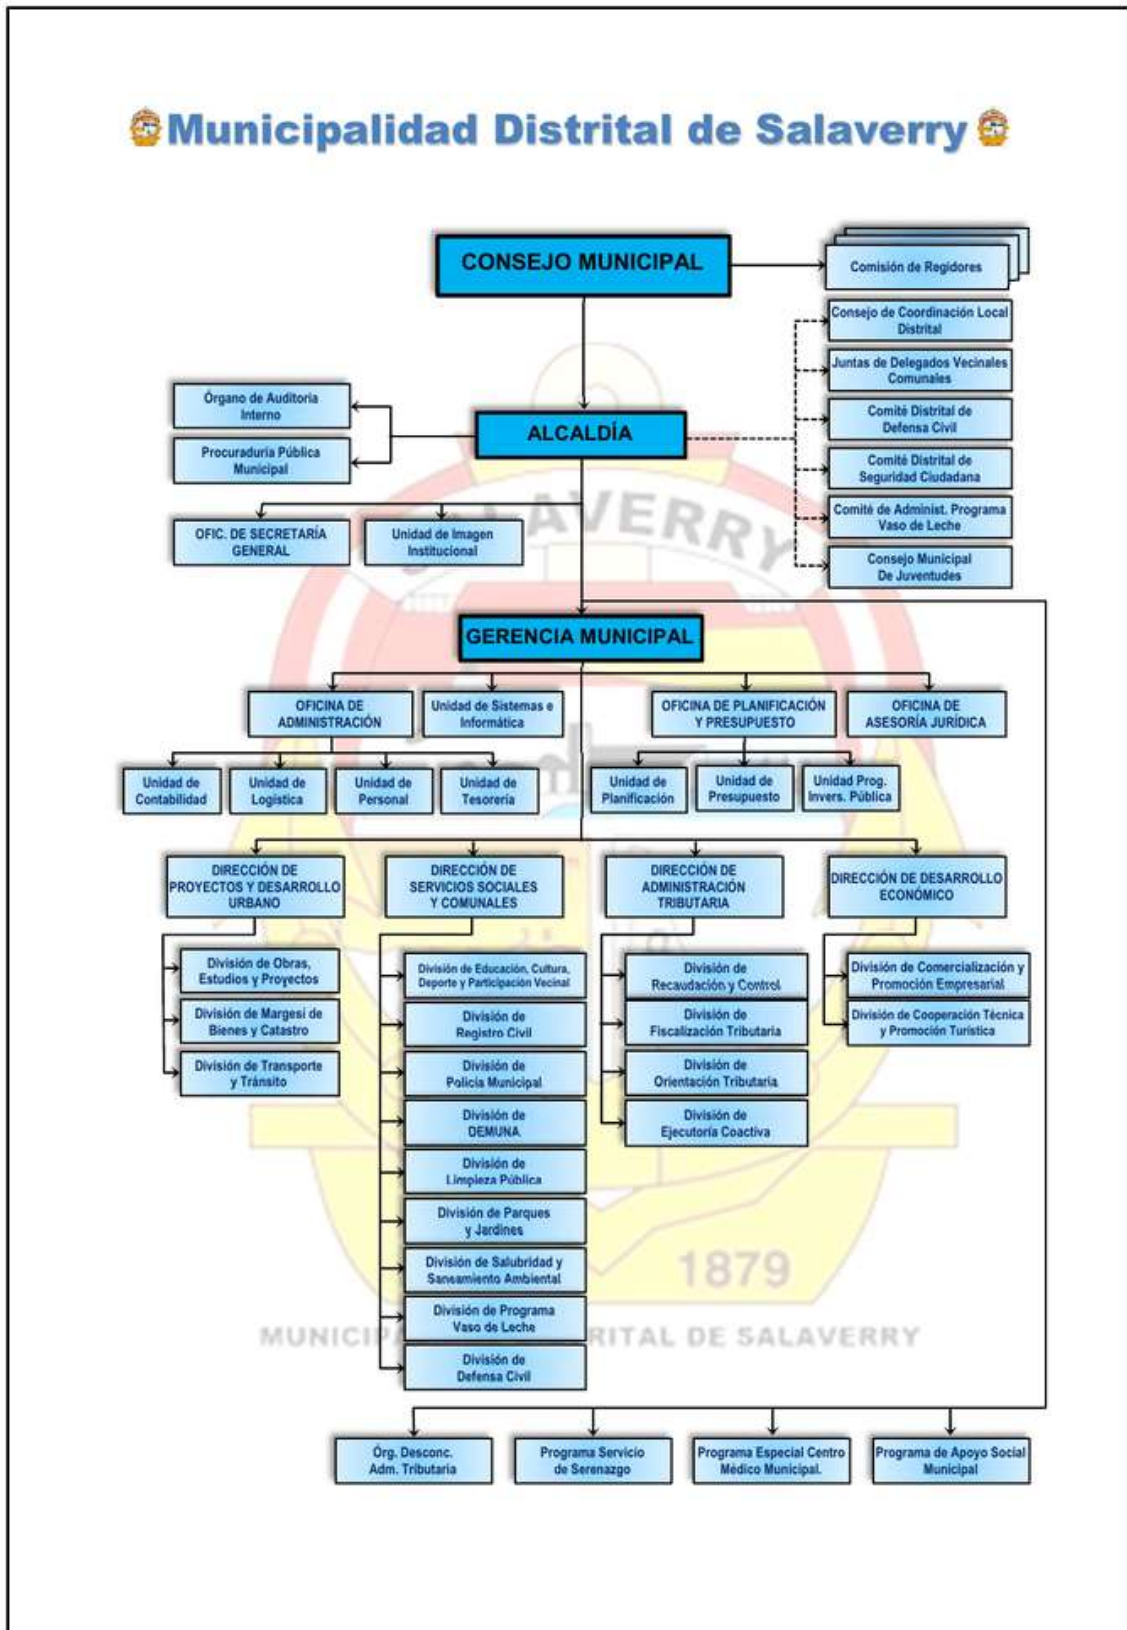 Municipalidad Distrital de Salaverry
CONSEJO MUNICIPAL
Comisión de Regidores
Consejo de Coordinación Local
Distrital
Juntas de Delegados Vecinales
Comunales
Comité Distrital de
Defensa Civil
Comité Distrital de
Seguridad Ciudadana
Comité de Administ. Programa
Vaso de Leche
Consejo Municipal
De Juventudes
Órgano de Auditoria
Interno
Procuraduría Pública
Municipal
ALCALDÍA
OFIC. DE SECRETARÍA
GENERAL
Unidad de Imagen
Institucional
SALAVERRY
GERENCIA MUNICIPAL
OFICINA DE
ADMINISTRACIÓN
Unidad de Sistemas e
Informática
OFICINA DE PLANIFICACIÓN
Y PRESUPUESTO
OFICINA DE
ASESORÍA JURÍDICA
Unidad de
Contabilidad
Unidad de
Logística
Unidad de
Personal
Unidad de
Tesorería
Unidad de
Planificación
Unidad de
Presupuesto
Unidad Prog.
Invers. Pública
DIRECCIÓN DE
PROYECTOS Y DESARROLLO
URBANO
DIRECCIÓN DE
SERVICIOS SOCIALES
Y COMUNALES
DIRECCIÓN DE
ADMINISTRACIÓN
TRIBUTARIA
DIRECCIÓN DE DESARROLLO
ECONÓMICO
División de Obras,
Estudios y Proyectos
División de Margesí de
Bienes y Catastro
División de Transporte
y Tránsito
División de Educación, Cultura,
Deporte y Participación Vecinal
División de
Registro Civil
División de
Policía Municipal
División de
DEMUNA
División de
Limpieza Pública
División de Parques
y Jardines
División de Salubridad y
Saneamiento Ambiental
División de Programa
Vaso de Leche
División de
Defensa Civil
División de
Recaudación y Control
División de
Fiscalización Tributaria
División de
Orientación Tributaria
División de
Ejecutoría Coactiva
División de Comercialización y
Promoción Empresarial
División de Cooperación Técnica
y Promoción Turística
1879
MUNICIPA RITAL DE SALAVERRY
Órg. Desconc.
Adm. Tributaria
Programa Servicio
de Serenazgo
Programa Especial Centro
Médico Municipal.
Programa de Apoyo Social
Municipal